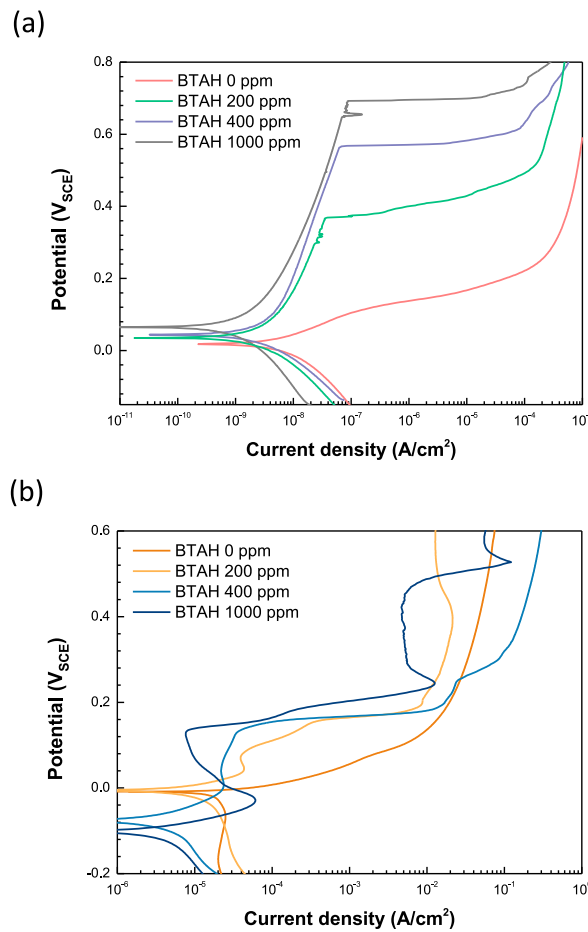 (a)
0.8
0.6
0.4
0.2
0.0
Potential (V_SCE)
BTAH 0 ppm
BTAH 200 ppm
BTAH 400 ppm
BTAH 1000 ppm
10⁻¹¹ 10⁻¹⁰ 10⁻⁹ 10⁻⁸ 10⁻⁷ 10⁻⁶ 10⁻⁵ 10⁻⁴
Current density (A/cm²)
(b)
0.6
0.4
0.2
0.0
-0.2
Potential (V_SCE)
BTAH 0 ppm
BTAH 200 ppm
BTAH 400 ppm
BTAH 1000 ppm
10⁻⁶ 10⁻⁵ 10⁻⁴ 10⁻³ 10⁻² 10⁻¹
Current density (A/cm²)